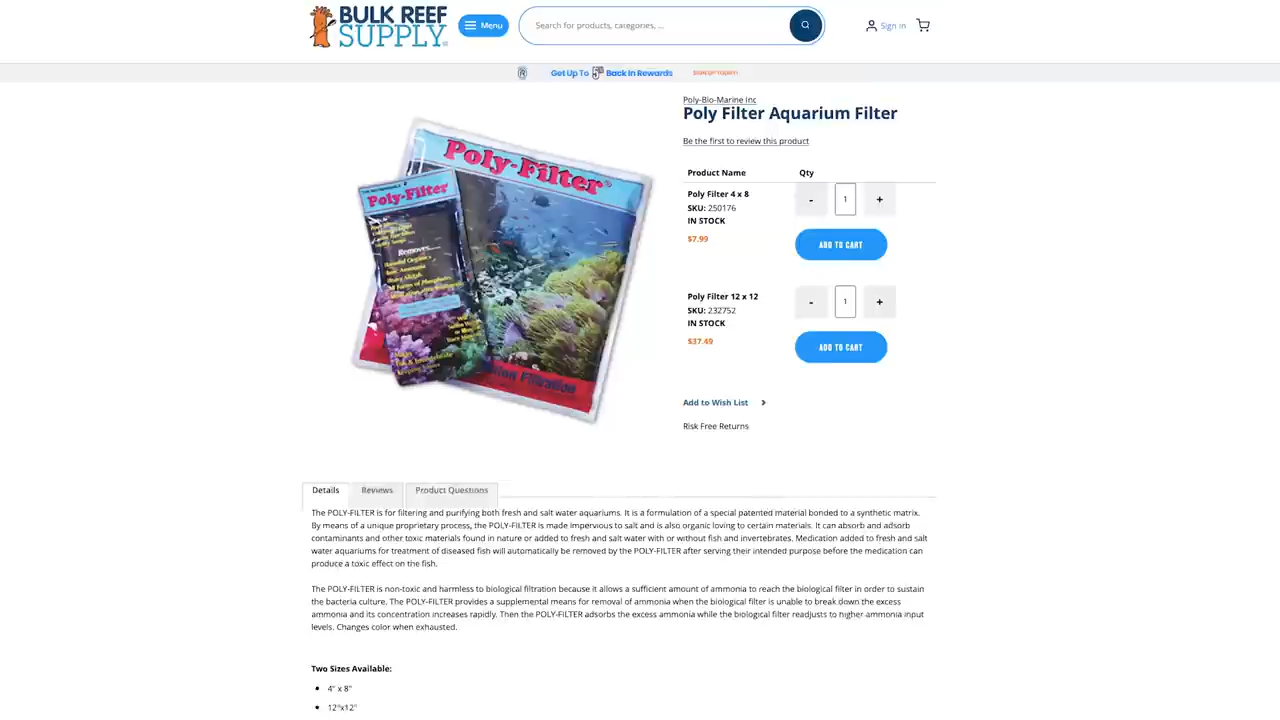 BULK REEF
SUPPLY
Menu
Search for products, categories, ...
Sign in
Get Up To 5% Back in Rewards
Poly-Bio-Marine Inc
Poly Filter Aquarium Filter
Be the first to review this product
Product Name Qty
Poly Filter 4 x 8
SKU: 250176
IN STOCK
$7.99
- 1 +
ADD TO CART
Poly Filter 12 x 12
SKU: 232752
IN STOCK
$37.49
- 1 +
ADD TO CART
Add to Wish List
Risk Free Returns
Poly-Filter®
Poly-Filter
Removes
Harmful Organics
Details Reviews Product Questions
The POLY-FILTER is for filtering and purifying both fresh and salt water aquariums. It is a formulation of a special patented material bonded to a synthetic matrix.
By means of a unique proprietary process, the POLY-FILTER is made impervious to salt and is also organic loving to certain materials. It can absorb and adsorb
contaminants and other toxic materials found in nature or added to fresh and salt water with or without fish and invertebrates. Medication added to fresh and salt
water aquariums for treatment of diseased fish will automatically be removed by the POLY-FILTER after serving their intended purpose before the medication can
produce a toxic effect on the fish.
The POLY-FILTER is non-toxic and harmless to biological filtration because it allows a sufficient amount of ammonia to reach the biological filter in order to sustain
the bacteria culture. The POLY-FILTER provides a supplemental means for removal of ammonia when the biological filter is unable to break down the excess
ammonia and its concentration increases rapidly. Then the POLY-FILTER adsorbs the excess ammonia while the biological filter readjusts to higher ammonia input
levels. Changes color when exhausted.
Two Sizes Available:
4" x 8"
12"x12"